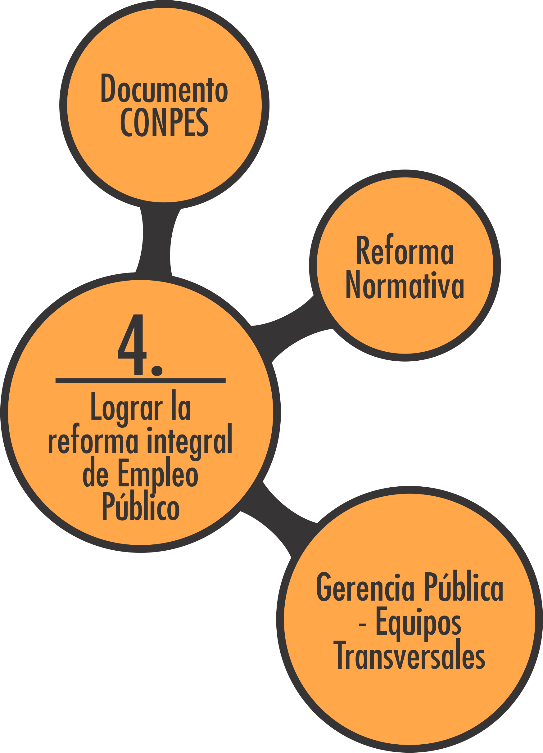 Documento
CONPES
Reforma
Normativa
4.
Lograr la
reforma integral
de Empleo
Público
Gerencia Pública
- Equipos
Transversales